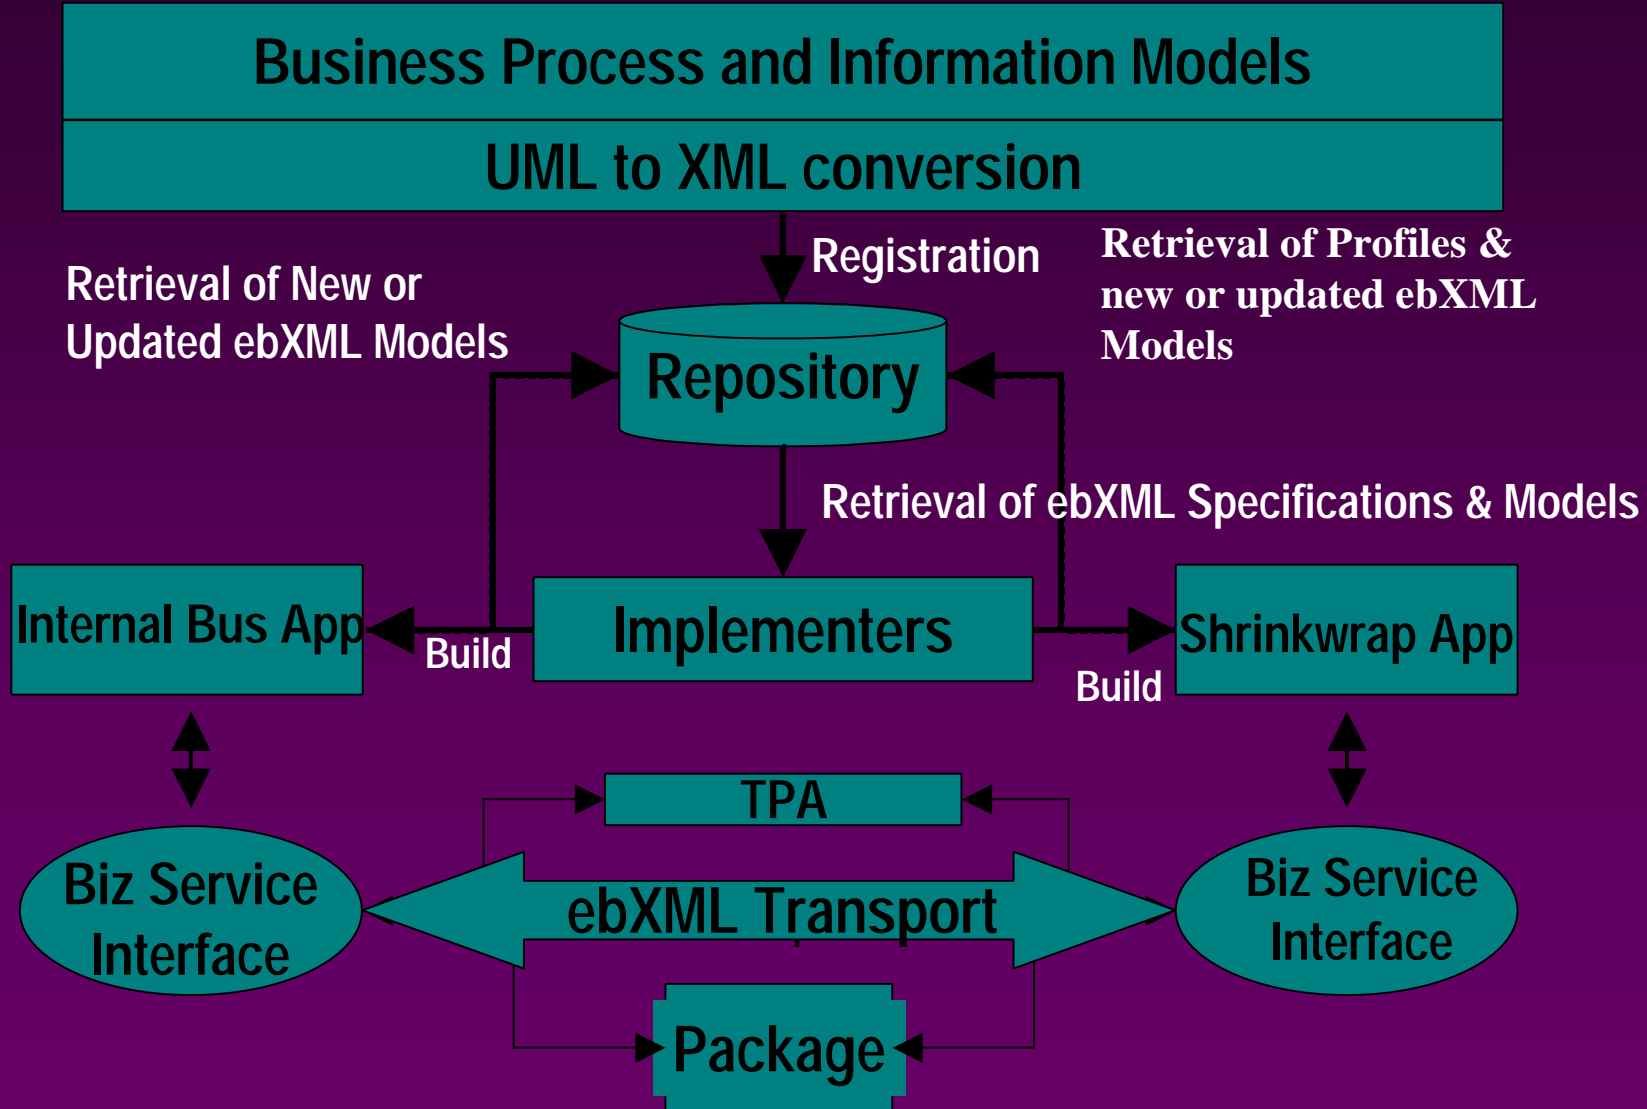 Business Process and Information Models
UML to XML conversion
Registration
Retrieval of Profiles &
new or updated ebXML
Models
Retrieval of New or
Updated ebXML Models
Repository
Retrieval of ebXML Specifications & Models
Internal Bus App
Build
Implementers
Build
Shrinkwrap App
TPA
Biz Service
Interface
ebXML Transport
Biz Service
Interface
Package